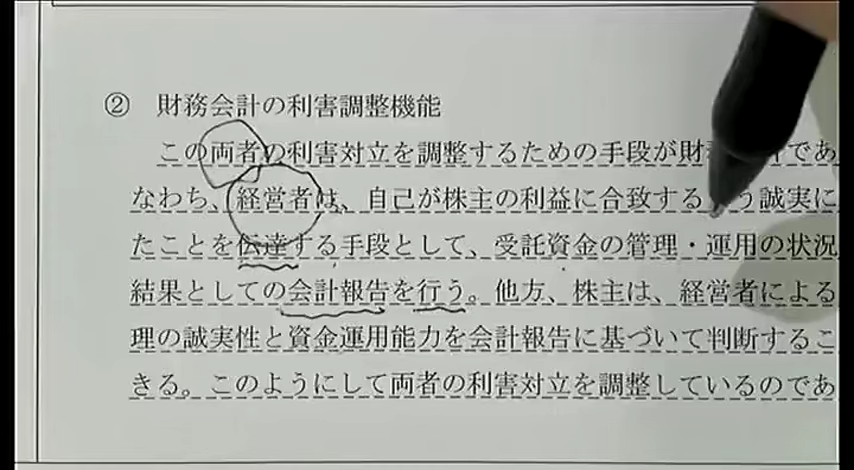 ② 財務会計の利害調整機能
この両者の利害対立を調整するための手段が財 であ
なわち、経営者は、自己が株主の利益に合致する う誠実に
たことを伝達する手段として、受託資金の管理・運用の状況
結果としての会計報告を行う。他方、株主は、経営者による
理の誠実性と資金運用能力を会計報告に基づいて判断するこ
きる。このようにして両者の利害対立を調整しているのであ